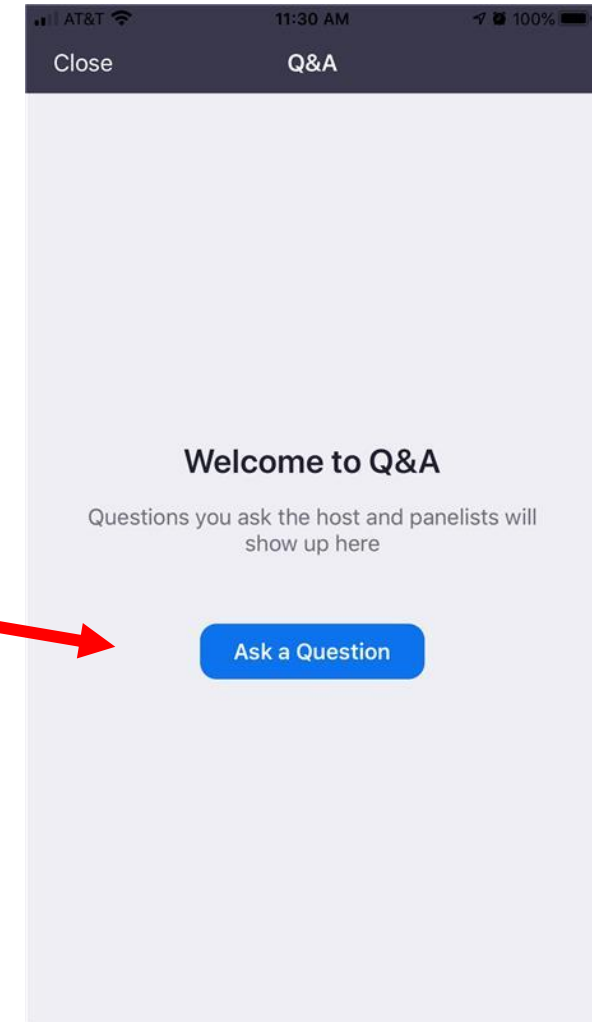 AT&T 11:30 AM 100%
Close Q&A
Welcome to Q&A
Questions you ask the host and panelists will
show up here
Ask a Question